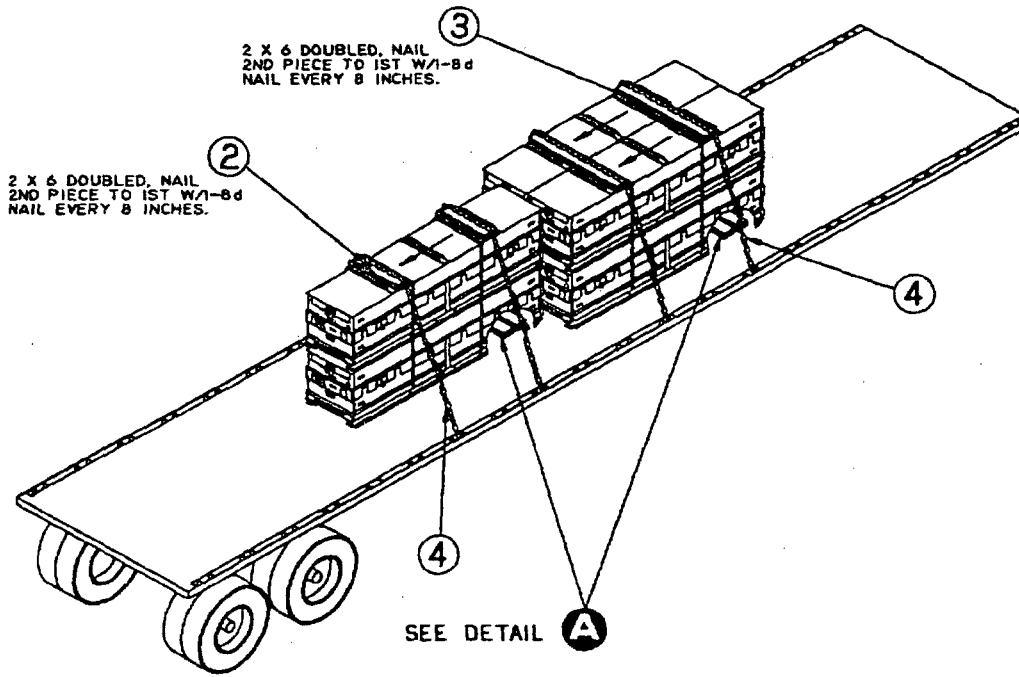 3
2 X 6 DOUBLED, NAIL
2ND PIECE TO 1ST W/1-8d
NAIL EVERY 8 INCHES.
2
2 X 6 DOUBLED, NAIL
2ND PIECE TO 1ST W/1-8d
NAIL EVERY 8 INCHES.
4
4
SEE DETAIL A